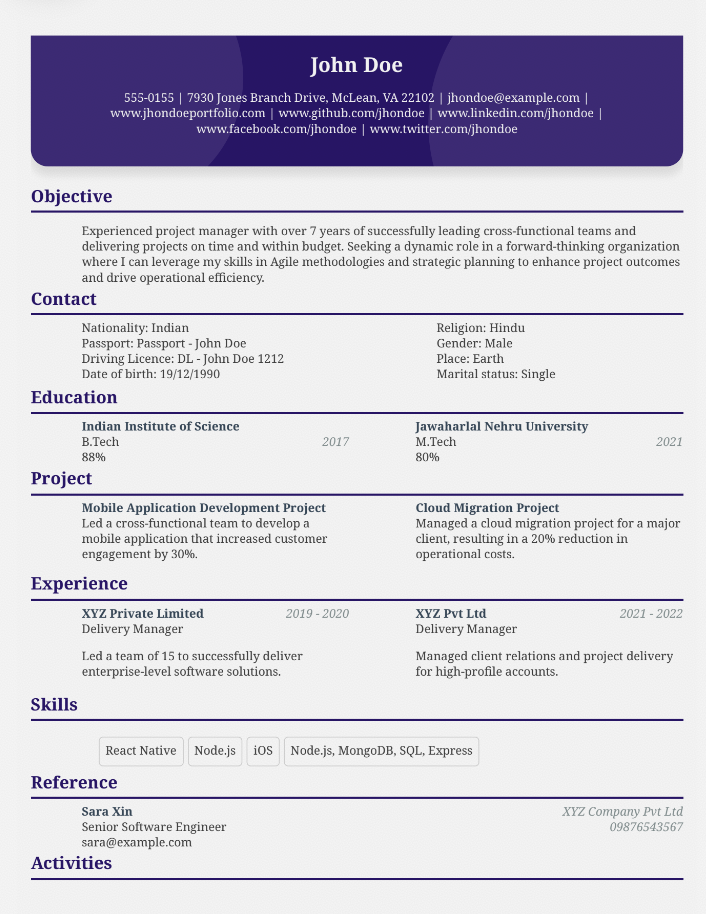 John Doe
555-0155 | 7930 Jones Branch Drive, McLean, VA 22102 | jhondoe@example.com |
www.jhondoeportfolio.com | www.github.com/jhondoe | www.linkedin.com/jhondoe |
www.facebook.com/jhondoe | www.twitter.com/jhondoe
Objective
Experienced project manager with over 7 years of successfully leading cross-functional teams and
delivering projects on time and within budget. Seeking a dynamic role in a forward-thinking organization
where I can leverage my skills in Agile methodologies and strategic planning to enhance project outcomes
and drive operational efficiency.
Contact
Nationality: Indian
Passport: Passport - John Doe
Driving Licence: DL - John Doe 1212
Date of birth: 19/12/1990
Religion: Hindu
Gender: Male
Place: Earth
Marital status: Single
Education
Indian Institute of Science
B.Tech 2017
88%
Jawaharlal Nehru University
M.Tech 2021
80%
Project
Mobile Application Development Project
Led a cross-functional team to develop a
mobile application that increased customer
engagement by 30%.
Cloud Migration Project
Managed a cloud migration project for a major
client, resulting in a 20% reduction in
operational costs.
Experience
XYZ Private Limited 2019 - 2020
Delivery Manager
Led a team of 15 to successfully deliver
enterprise-level software solutions.
XYZ Pvt Ltd 2021 - 2022
Delivery Manager
Managed client relations and project delivery
for high-profile accounts.
Skills
React Native Node.js iOS Node.js, MongoDB, SQL, Express
Reference
Sara Xin XYZ Company Pvt Ltd
Senior Software Engineer 09876543567
sara@example.com
Activities